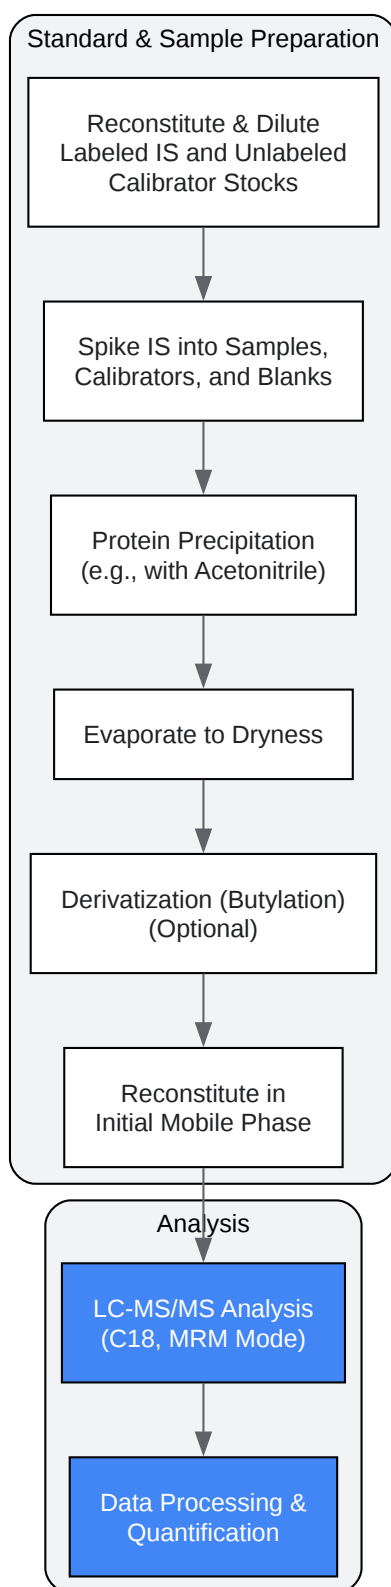 Standard & Sample Preparation
Reconstitute & Dilute
Labeled IS and Unlabeled
Calibrator Stocks
Spike IS into Samples,
Calibrators, and Blanks
Protein Precipitation
(e.g., with Acetonitrile)
Evaporate to Dryness
Derivatization (Butylation)
(Optional)
Reconstitute in
Initial Mobile Phase
Analysis
LC-MS/MS Analysis
(C18, MRM Mode)
Data Processing &
Quantification